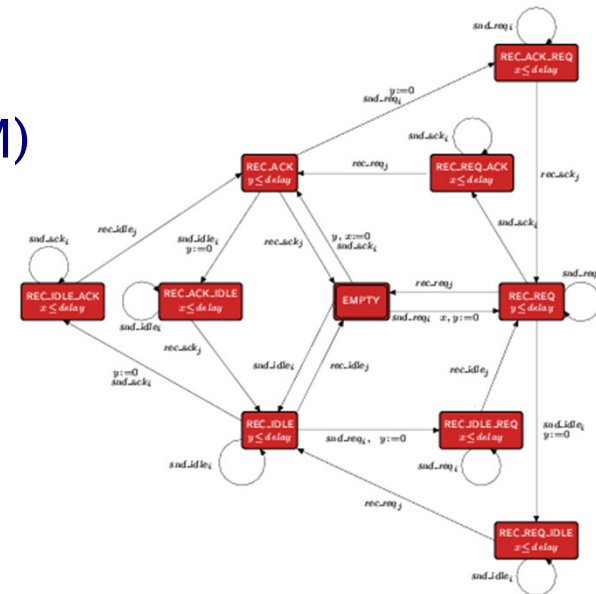 snd_req_i
REC_ACK_REQ
x ≤ delay
M)
y:=0
snd_req_i
snd_ack_i
REC_ACK
y ≤ delay
rec_req_j
REC_REQ_ACK
x ≤ delay
rec_ack_j
rec_idle_j
snd_idle_i
y:=0
rec_ack_j
y, x:=0
snd_ack_i
snd_ack_i
snd_ack_i
REC_IDLE_ACK
x ≤ delay
REC_ACK_IDLE
x ≤ delay
EMPTY
rec_req_j
REC_REQ
y ≤ delay
snd_req
snd_idle_i
snd_req_i x, y:=0
rec_ack_j
y:=0
snd_ack_i
snd_idle_i
rec_idle_j
rec_idle_j
REC_IDLE
y ≤ delay
snd_req_i, y:=0
REC_IDLE_REQ
x ≤ delay
snd_idle_i
y:=0
snd_idle_i
snd_req_i
rec_req_j
REC_REQ_IDLE
x ≤ delay
snd_idle_i